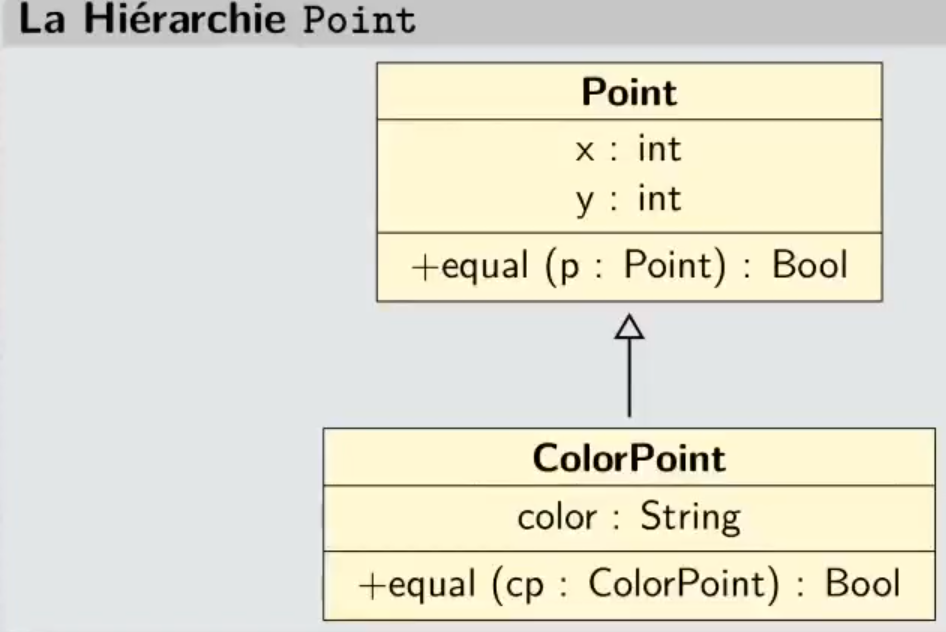 La Hiérarchie Point
Point
x : int
y : int
+equal (p : Point) : Bool
ColorPoint
color : String
+equal (cp : ColorPoint) : Bool